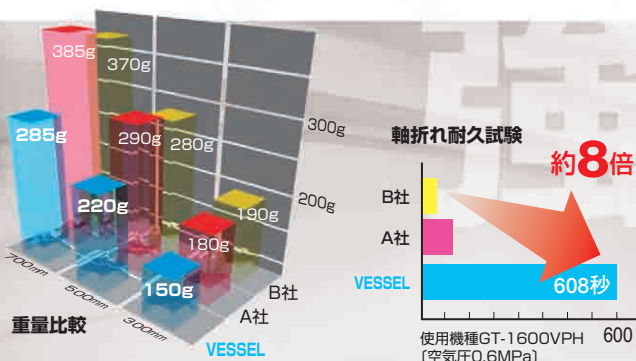 385g
370g
300g
285g
290g
280g
220g
200g
190g
180g
150g
700mm
500mm
300mm
B社
A社
VESSEL
重量比較
軸折れ耐久試験
約8倍
B社
A社
VESSEL
608秒
600
使用機種GT-1600VPH
〔空気圧0.6MPa〕